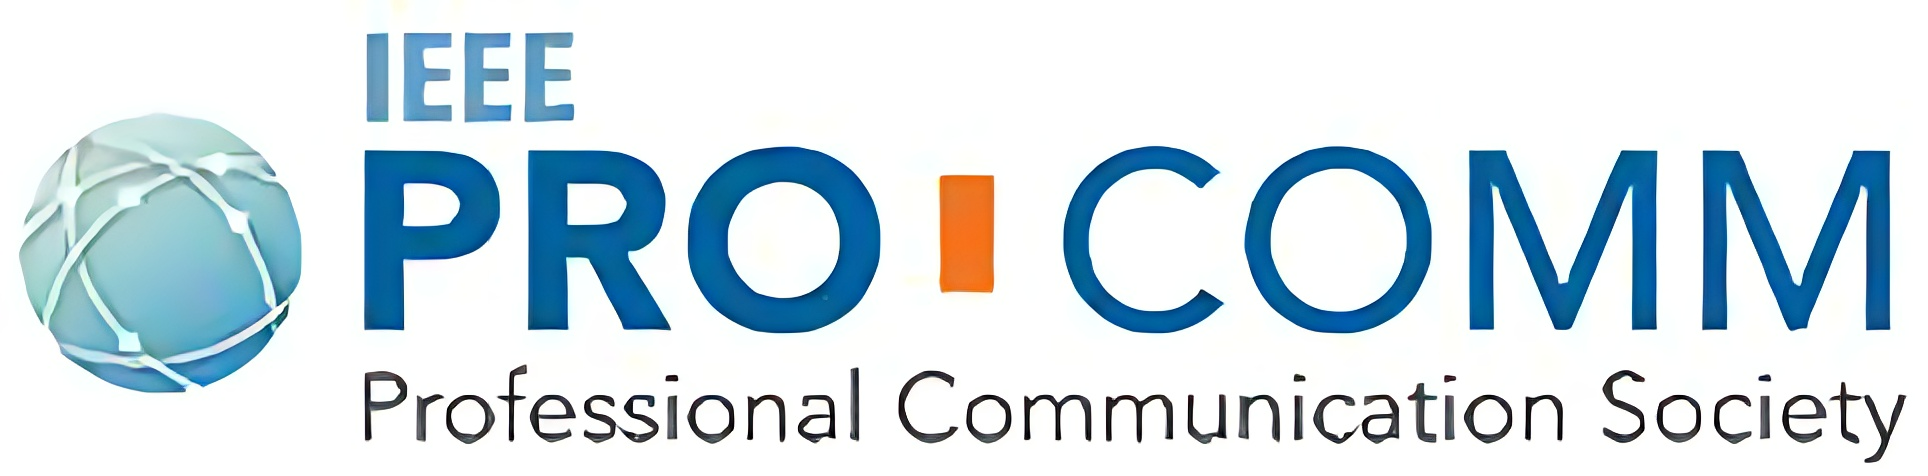 IEEE
PRO COMM
Professional Communication Society